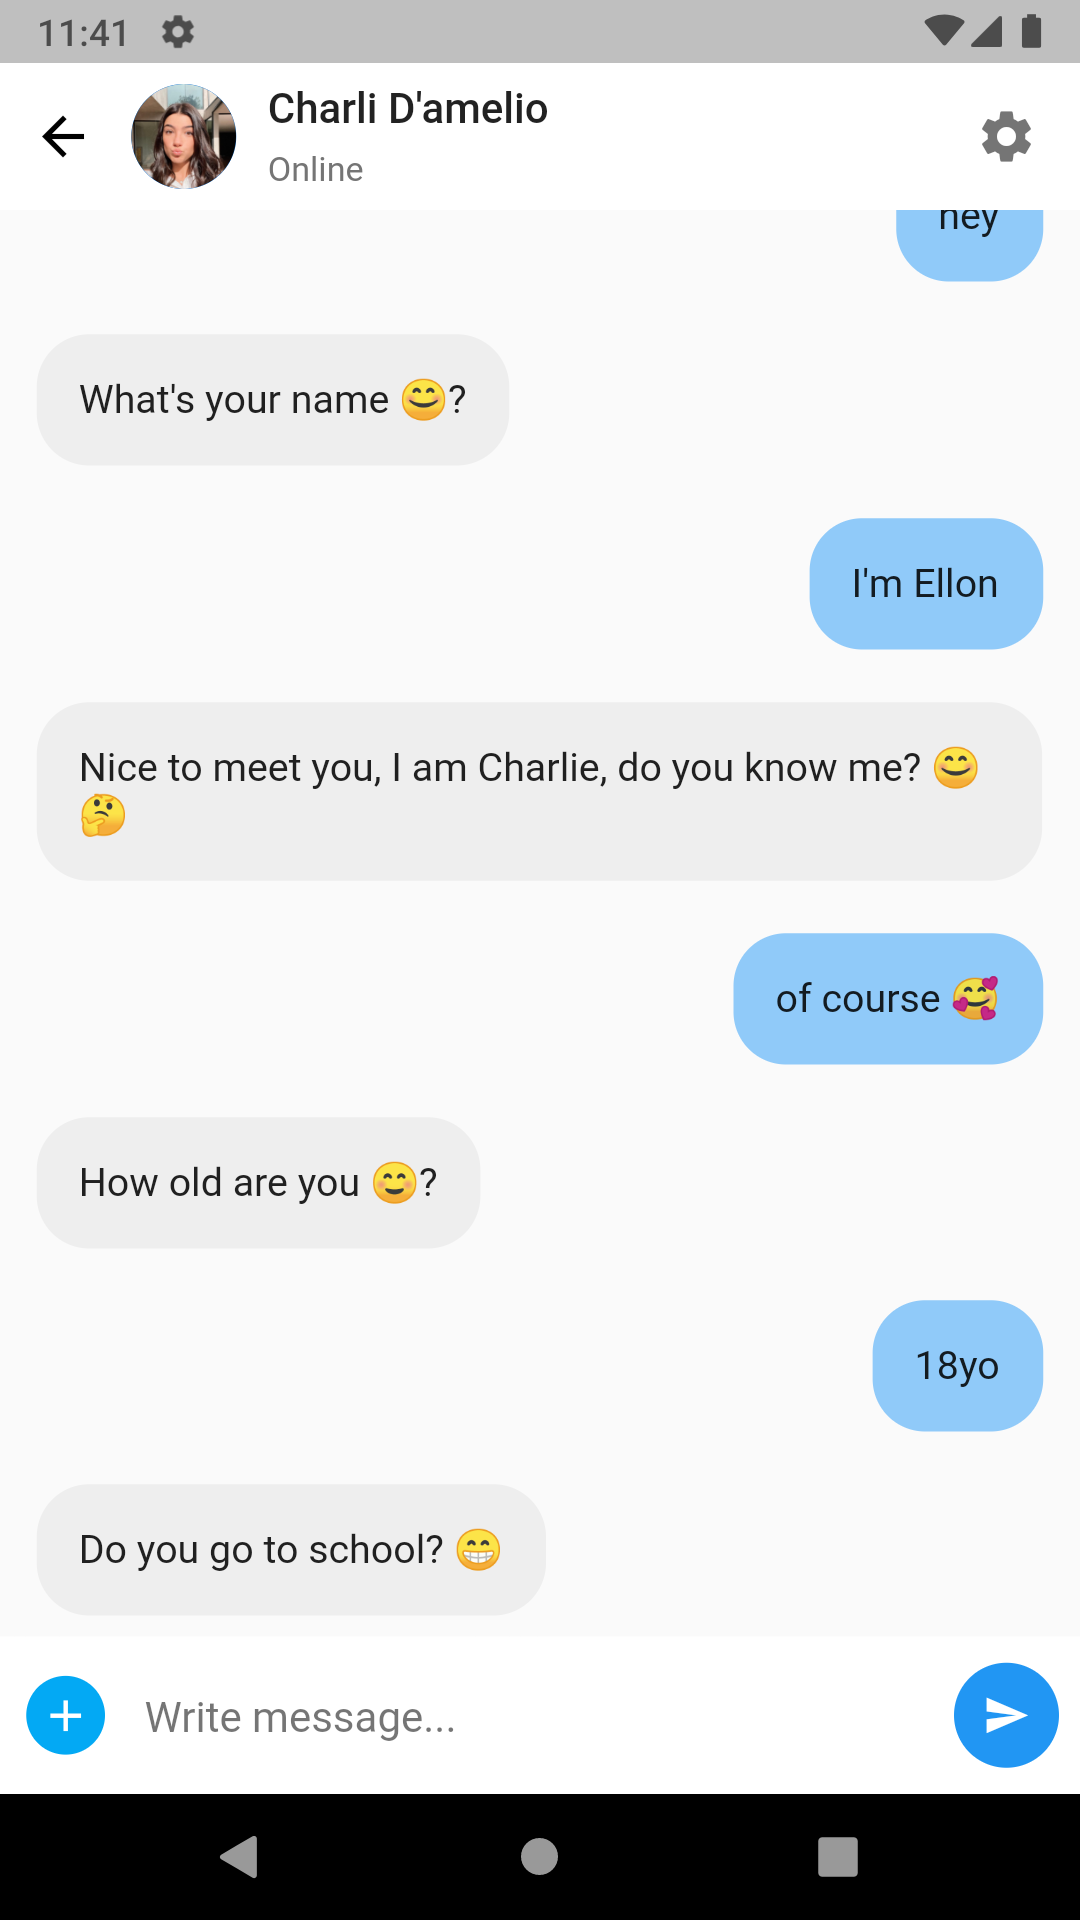 11:41
Charli D'amelio
Online
hey
What's your name 😊?
I'm Ellon
Nice to meet you, I am Charlie, do you know me? 😊
🤔
of course 🥰
How old are you ☺️?
18yo
Do you go to school? 😁
Write message...